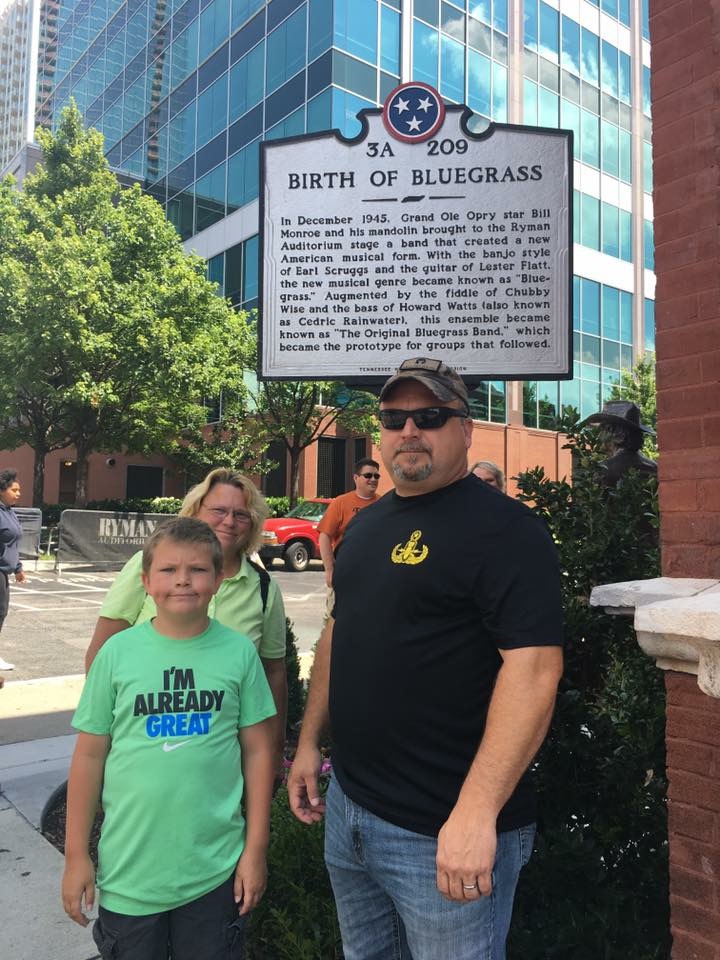 3A 209
BIRTH OF BLUEGRASS
In December 1945, Grand Ole Opry star Bill
Monroe and his mandolin brought to the Ryman
Auditorium stage a band that created a new
American musical form. With the banjo style
of Earl Scruggs and the guitar of Lester Flatt,
the new musical genre became known as "Blue-
grass." Augmented by the fiddle of Chubby
Wise and the bass of Howard Watts (also known
as Cedric Rainwater), this ensemble became
known as "The Original Bluegrass Band," which
became the prototype for groups that followed.
TENNESSEE
RYMAN
AUDITORIUM
I'M
ALREADY
GREAT